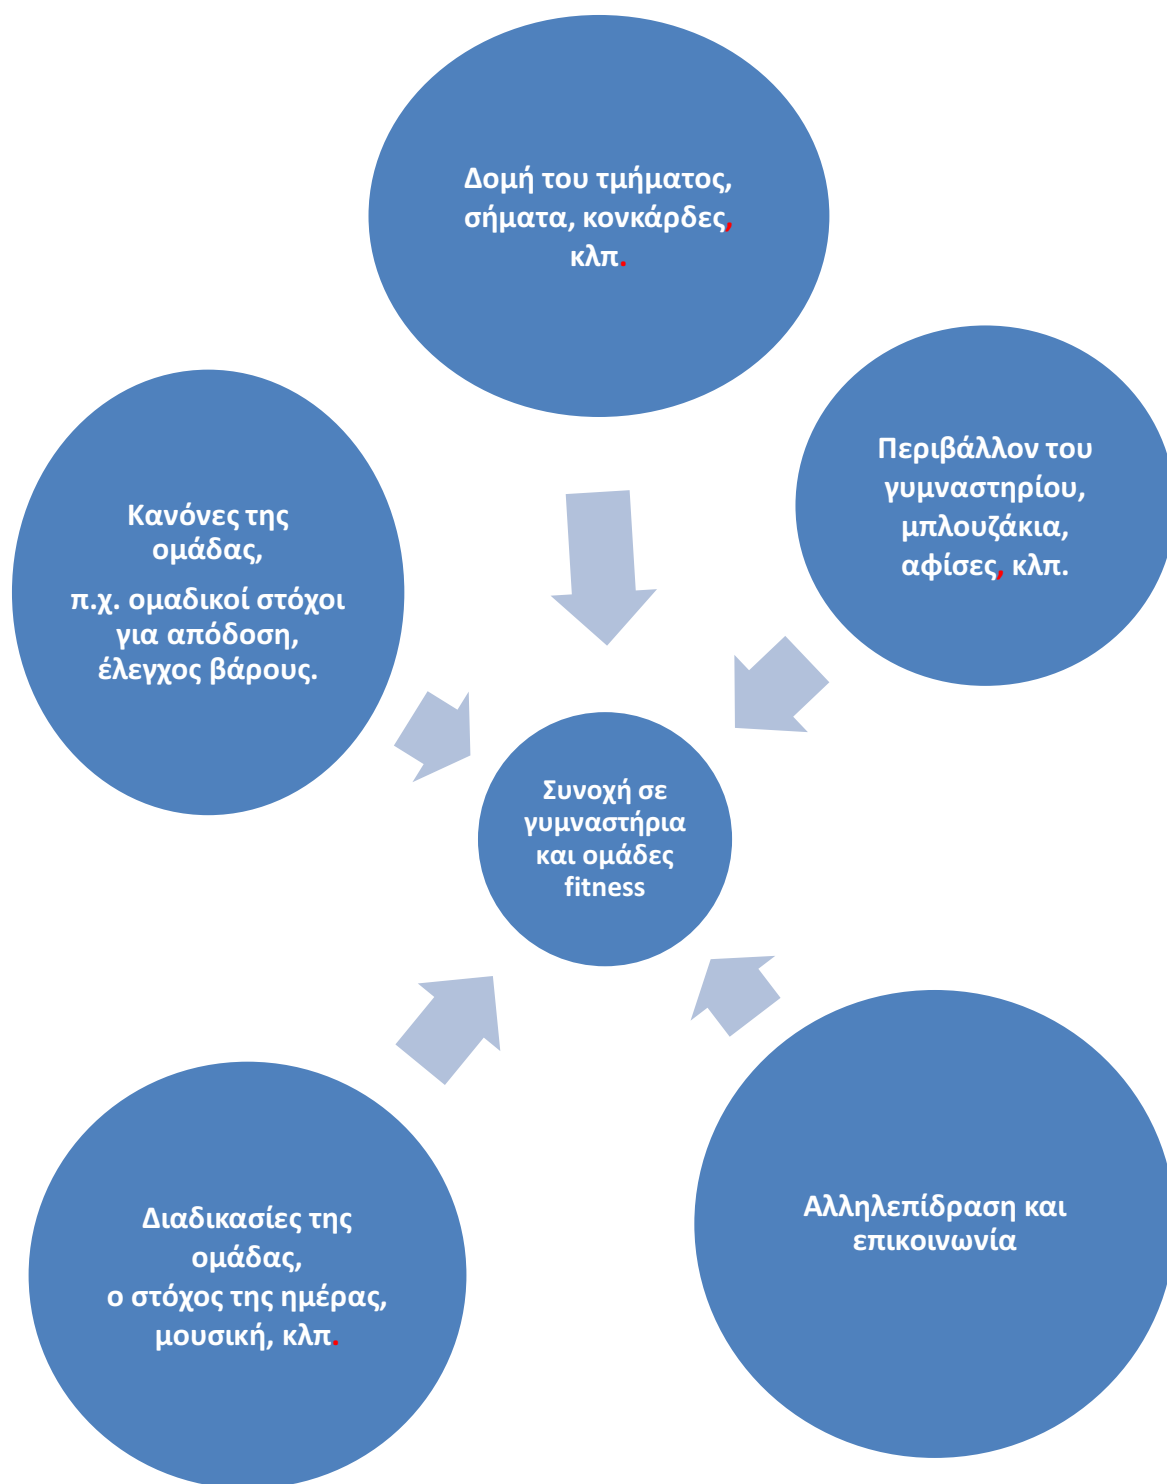 Δομή του τμήματος,
σήματα, κονκάρδες,
κλπ.
Περιβάλλον του
γυμναστηρίου,
μπλουζάκια,
αφίσες, κλπ.
Κανόνες της
ομάδας,
π.χ. ομαδικοί στόχοι
για απόδοση,
έλεγχος βάρους.
Συνοχή σε
γυμναστήρια
και ομάδες
fitness
Αλληλεπίδραση και
επικοινωνία
Διαδικασίες της
ομάδας,
ο στόχος της ημέρας,
μουσική, κλπ.